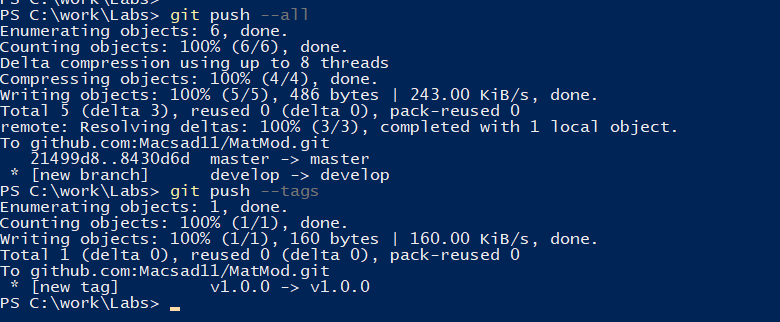 PS C:\work\Labs> git push --all
Enumerating objects: 6, done.
Counting objects: 100% (6/6), done.
Delta compression using up to 8 threads
Compressing objects: 100% (4/4), done.
Writing objects: 100% (5/5), 486 bytes | 243.00 KiB/s, done.
Total 5 (delta 3), reused 0 (delta 0), pack-reused 0
remote: Resolving deltas: 100% (3/3), completed with 1 local object.
To github.com:Macsad11/MatMod.git
   21499d8..8430d6d  master -> master
 * [new branch]      develop -> develop
PS C:\work\Labs> git push --tags
Enumerating objects: 1, done.
Counting objects: 100% (1/1), done.
Writing objects: 100% (1/1), 160 bytes | 160.00 KiB/s, done.
Total 1 (delta 0), reused 0 (delta 0), pack-reused 0
To github.com:Macsad11/MatMod.git
 * [new tag]         v1.0.0 -> v1.0.0
PS C:\work\Labs> _